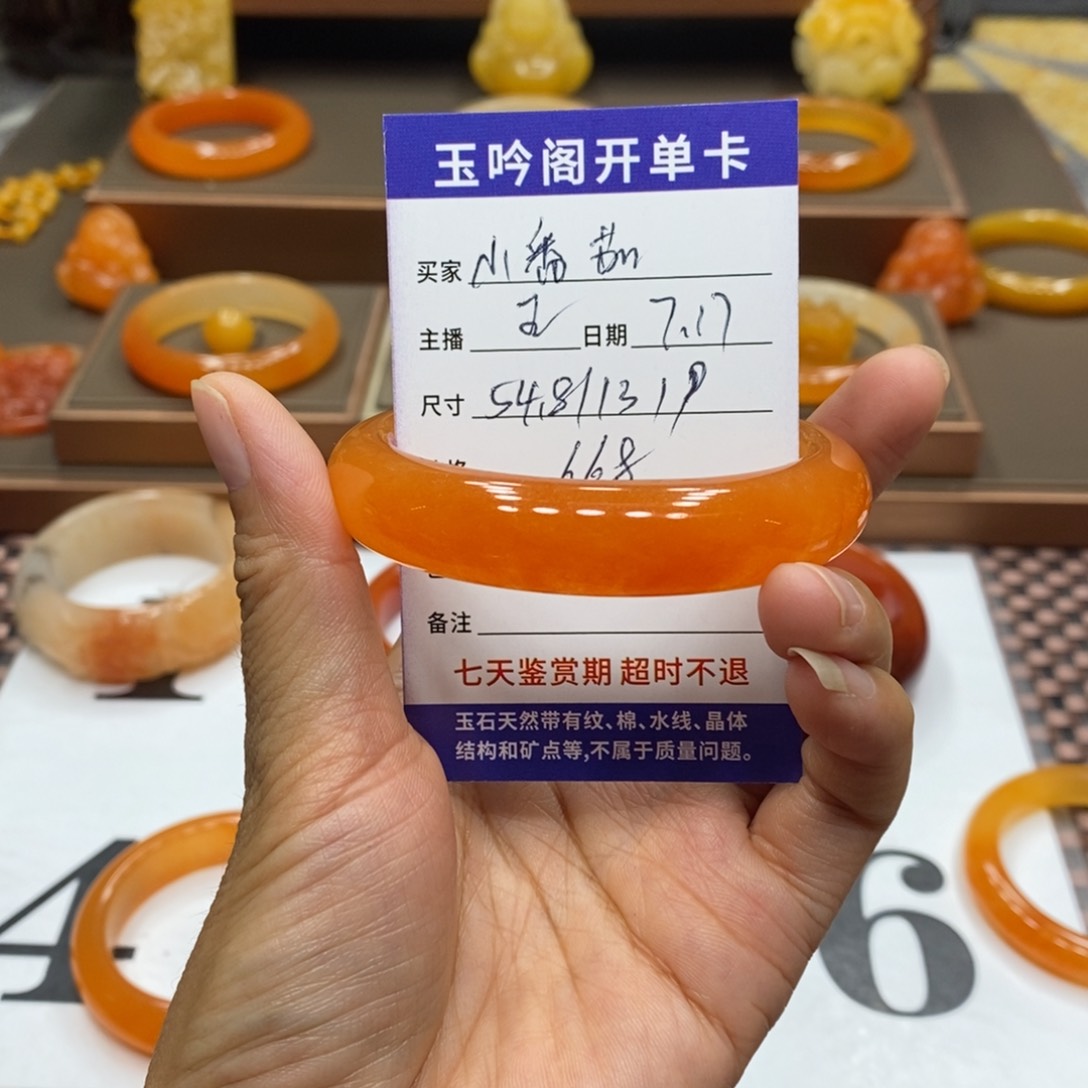 玉吟阁开单卡
买家 小番茄
主播 玉 日期 7.17
尺寸 54.8/13
668
备注
七天鉴赏期 超时不退
玉石天然带有纹、棉、水线、晶体
结构和矿点等,不属于质量问题。
4
6